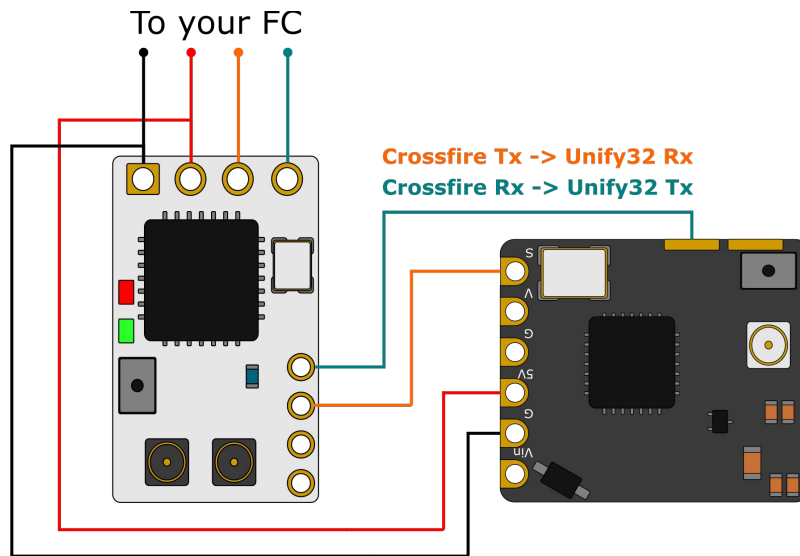 To your FC
Crossfire Tx -> Unify32 Rx
Crossfire Rx -> Unify32 Tx
S
V
G
5V
G
Vin